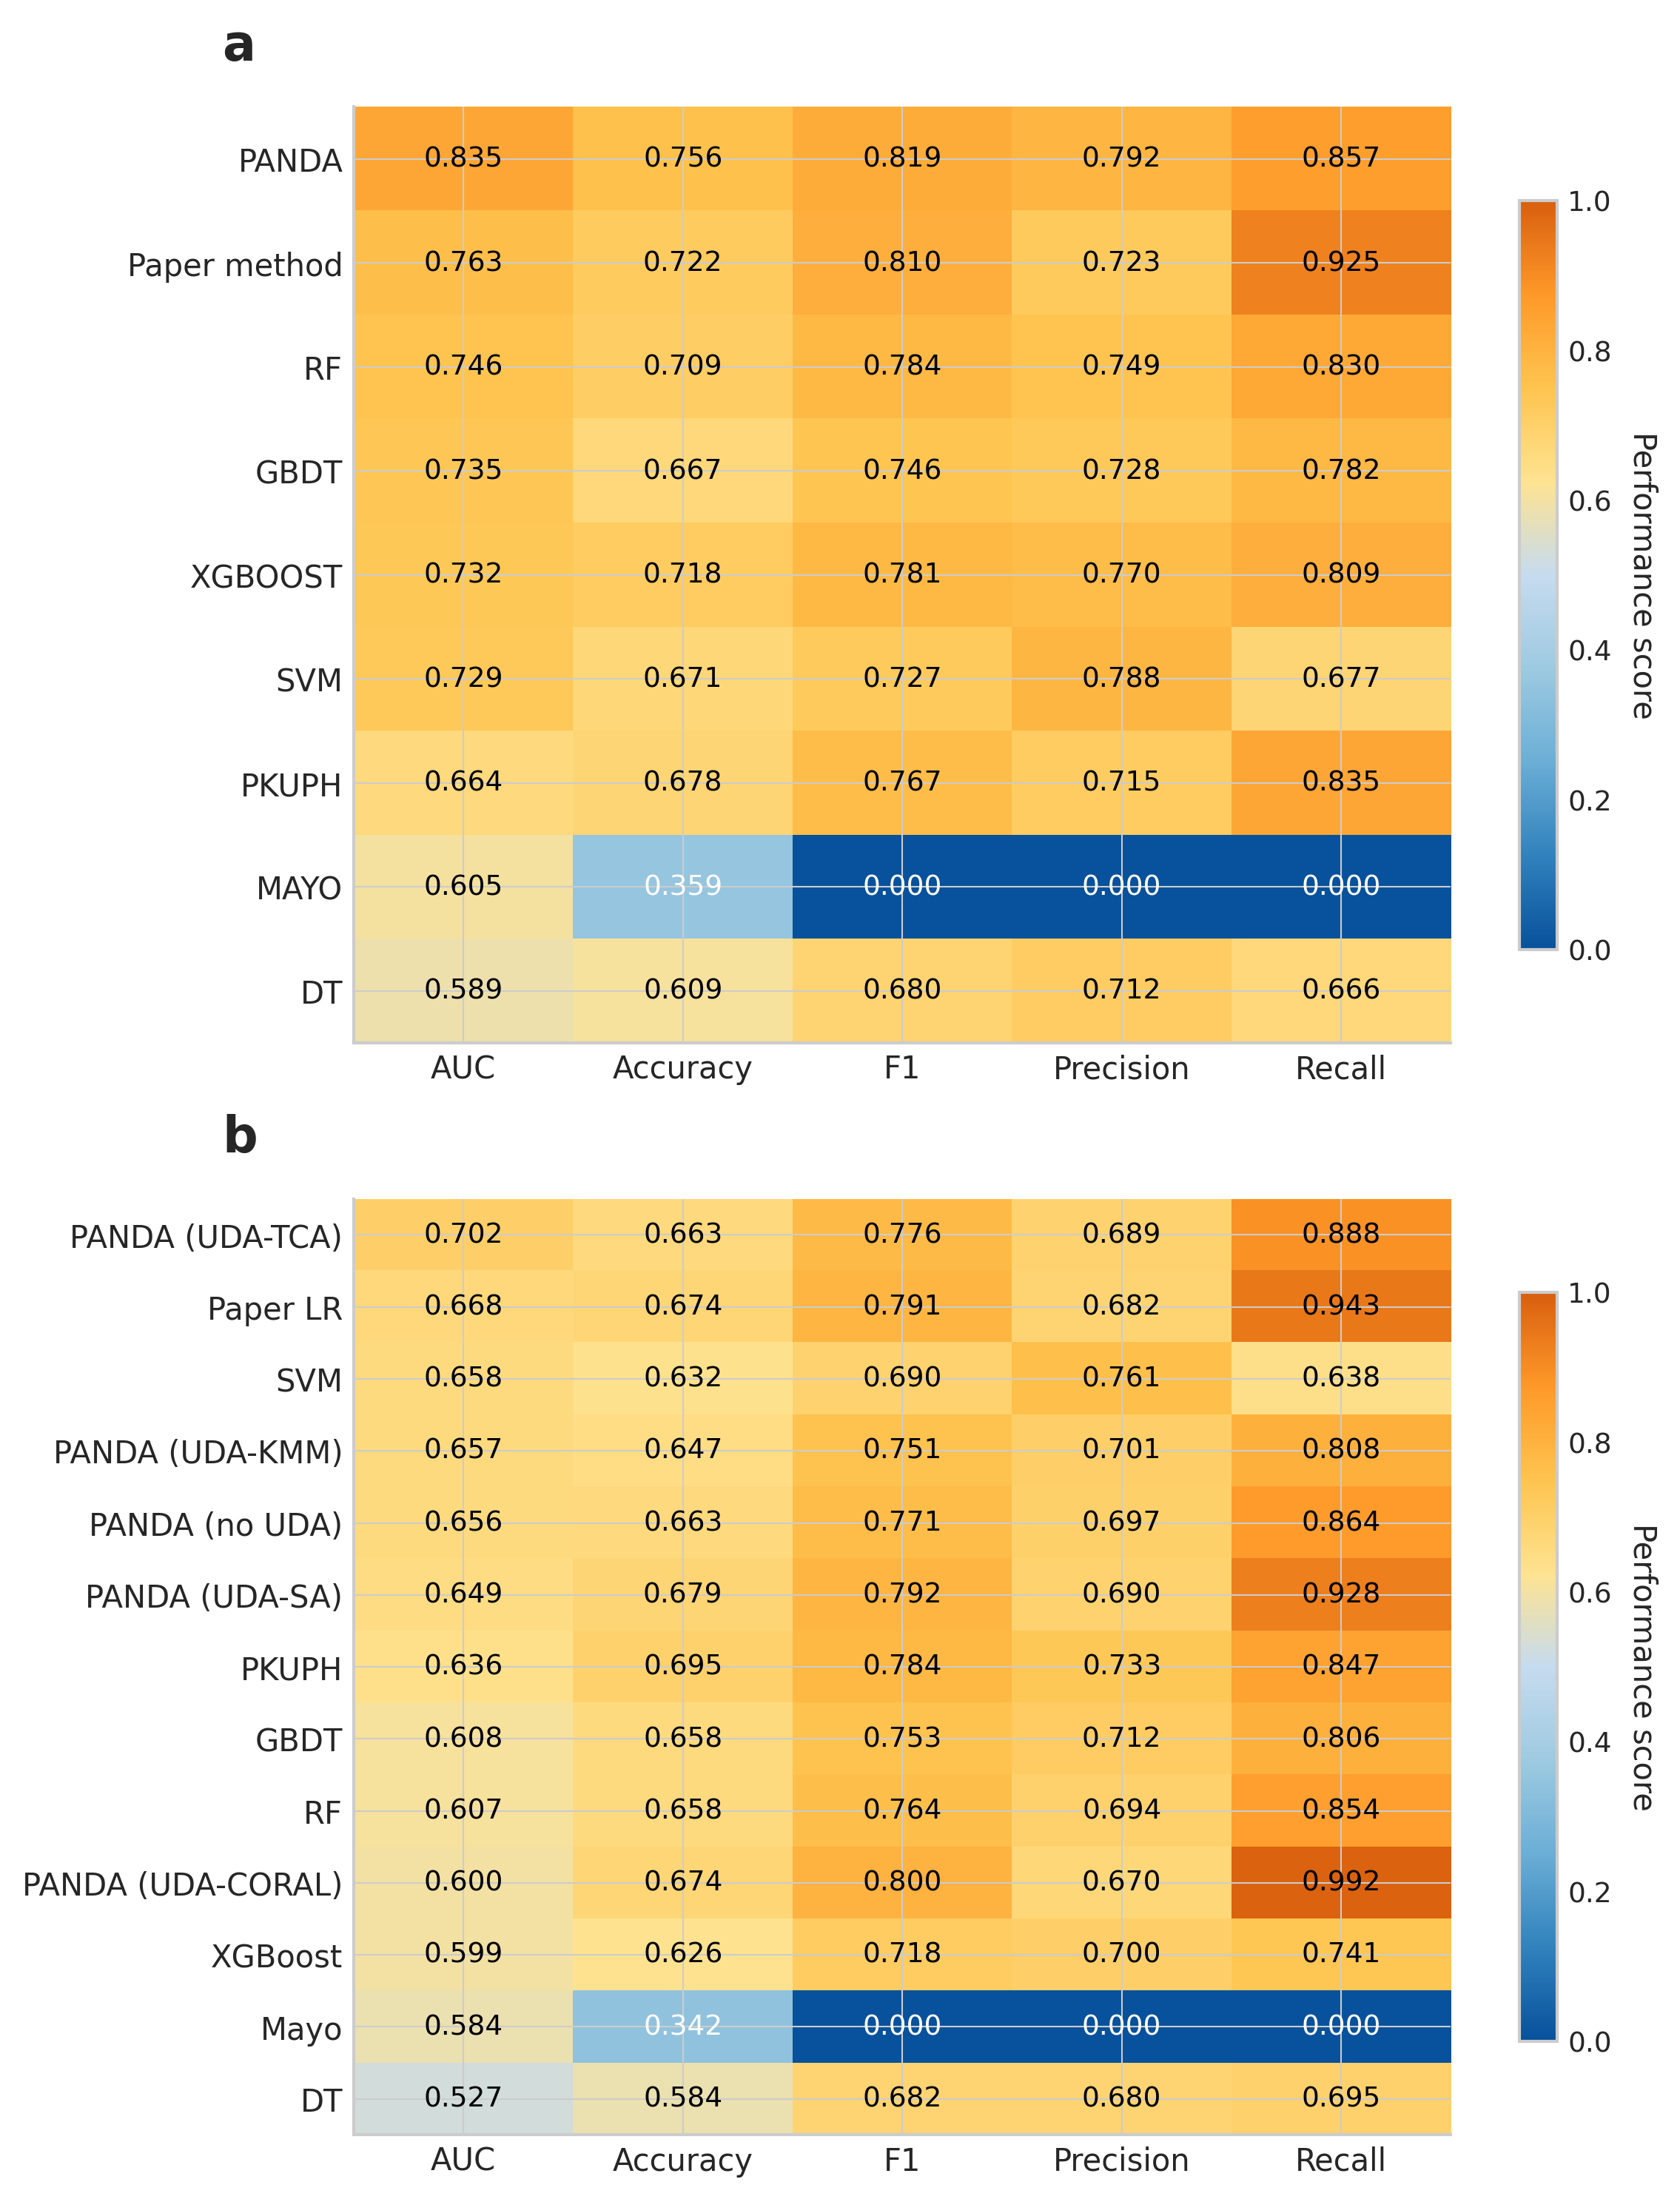 a
PANDA 0.835 0.756 0.819 0.792 0.857
Paper method 0.763 0.722 0.810 0.723 0.925
RF 0.746 0.709 0.784 0.749 0.830
GBDT 0.735 0.667 0.746 0.728 0.782
XGBOOST 0.732 0.718 0.781 0.770 0.809
SVM 0.729 0.671 0.727 0.788 0.677
PKUPH 0.664 0.678 0.767 0.715 0.835
MAYO 0.605 0.359 0.000 0.000 0.000
DT 0.589 0.609 0.680 0.712 0.666
AUC Accuracy F1 Precision Recall
1.0
0.8
0.6
0.4
0.2
0.0
Performance score
b
PANDA (UDA-TCA) 0.702 0.663 0.776 0.689 0.888
Paper LR 0.668 0.674 0.791 0.682 0.943
SVM 0.658 0.632 0.690 0.761 0.638
PANDA (UDA-KMM) 0.657 0.647 0.751 0.701 0.808
PANDA (no UDA) 0.656 0.663 0.771 0.697 0.864
PANDA (UDA-SA) 0.649 0.679 0.792 0.690 0.928
PKUPH 0.636 0.695 0.784 0.733 0.847
GBDT 0.608 0.658 0.753 0.712 0.806
RF 0.607 0.658 0.764 0.694 0.854
PANDA (UDA-CORAL) 0.600 0.674 0.800 0.670 0.992
XGBoost 0.599 0.626 0.718 0.700 0.741
Mayo 0.584 0.342 0.000 0.000 0.000
DT 0.527 0.584 0.682 0.680 0.695
AUC Accuracy F1 Precision Recall
1.0
0.8
0.6
0.4
0.2
0.0
Performance score